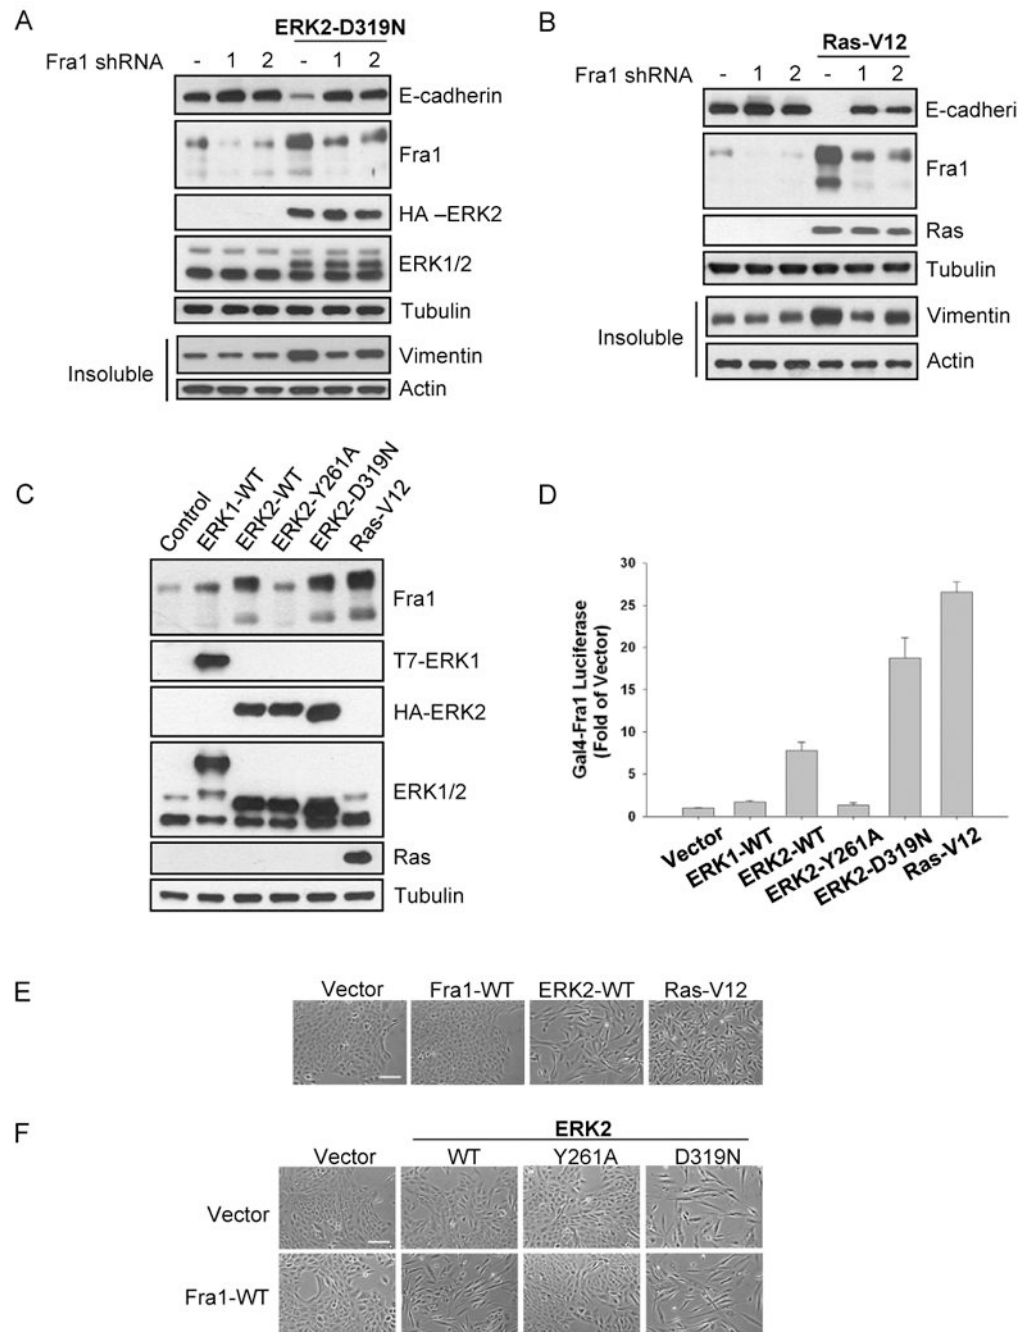 A
ERK2-D319N
Fra1 shRNA - 1 2 - 1 2
E-cadherin
Fra1
HA –ERK2
ERK1/2
Tubulin
Insoluble
Vimentin
Actin
B
Ras-V12
Fra1 shRNA - 1 2 - 1 2
E-cadheri
Fra1
Ras
Tubulin
Insoluble
Vimentin
Actin
C
Control ERK1-WT ERK2-WT ERK2-Y261A ERK2-D319N Ras-V12
Fra1
T7-ERK1
HA-ERK2
ERK1/2
Ras
Tubulin
D
Gal4-Fra1 Luciferase
(Fold of Vector)
30
25
20
15
10
5
0
Vector ERK1-WT ERK2-WT ERK2-Y261A ERK2-D319N Ras-V12
E
Vector Fra1-WT ERK2-WT Ras-V12
F
ERK2
Vector WT Y261A D319N
Vector
Fra1-WT